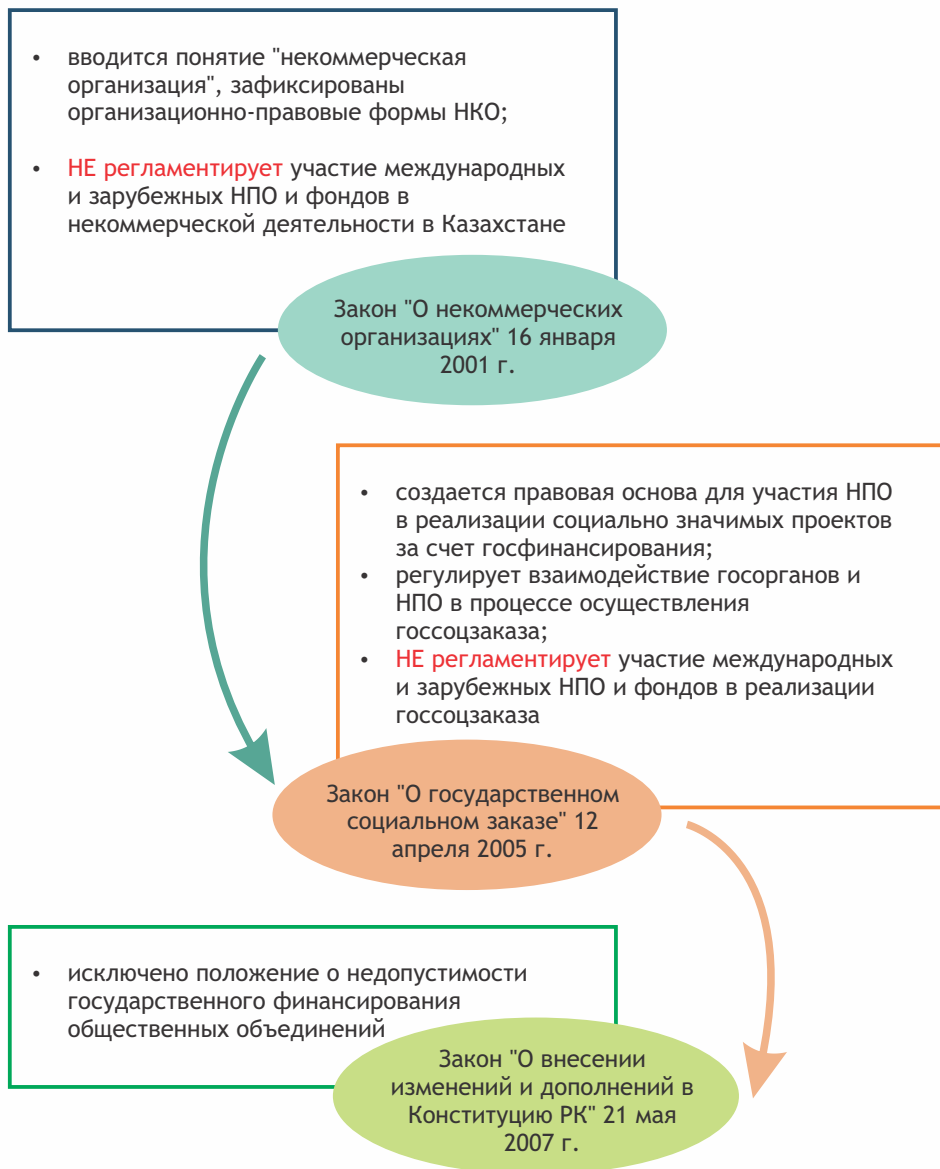 • вводится понятие "некоммерческая
организация", зафиксированы
организационно-правовые формы НКО;
• НЕ регламентирует участие международных
и зарубежных НПО и фондов в
некоммерческой деятельности в Казахстане
Закон "О некоммерческих
организациях" 16 января
2001 г.
• создается правовая основа для участия НПО
в реализации социально значимых проектов
за счет госфинансирования;
• регулирует взаимодействие госорганов и
НПО в процессе осуществления
госсоцзаказа;
• НЕ регламентирует участие международных
и зарубежных НПО и фондов в реализации
госсоцзаказа
Закон "О государственном
социальном заказе" 12
апреля 2005 г.
• исключено положение о недопустимости
государственного финансирования
общественных объединений
Закон "О внесении
изменений и дополнений в
Конституцию РК" 21 мая
2007 г.